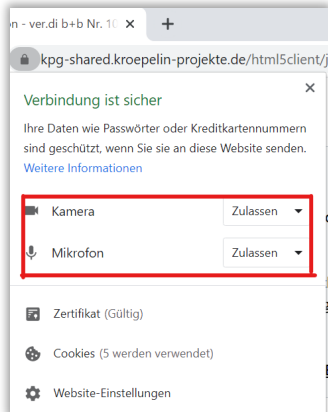 on - ver.di b+b Nr. 10
kpg-shared.kroepelin-projekte.de/html5client/j
Verbindung ist sicher
Ihre Daten wie Passwörter oder Kreditkartennummern
sind geschützt, wenn Sie sie an diese Website senden.
Weitere Informationen
Kamera Zulassen
Mikrofon Zulassen
Zertifikat (Gültig)
Cookies (5 werden verwendet)
Website-Einstellungen